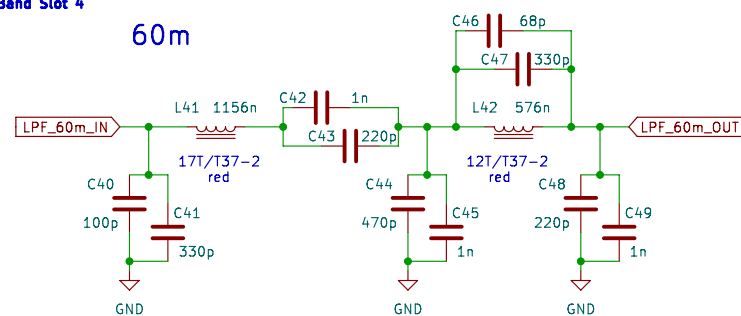 Band Slot 4
60m
C46 68p
C47 330p
L41 1156n
C42 1n
L42 576n
LPF_60m_IN
C43 220p
LPF_60m_OUT
17T/T37-2
red
12T/T37-2
red
C40
100p
C41
330p
C44
470p
C45
1n
C48
220p
C49
1n
GND
GND
GND